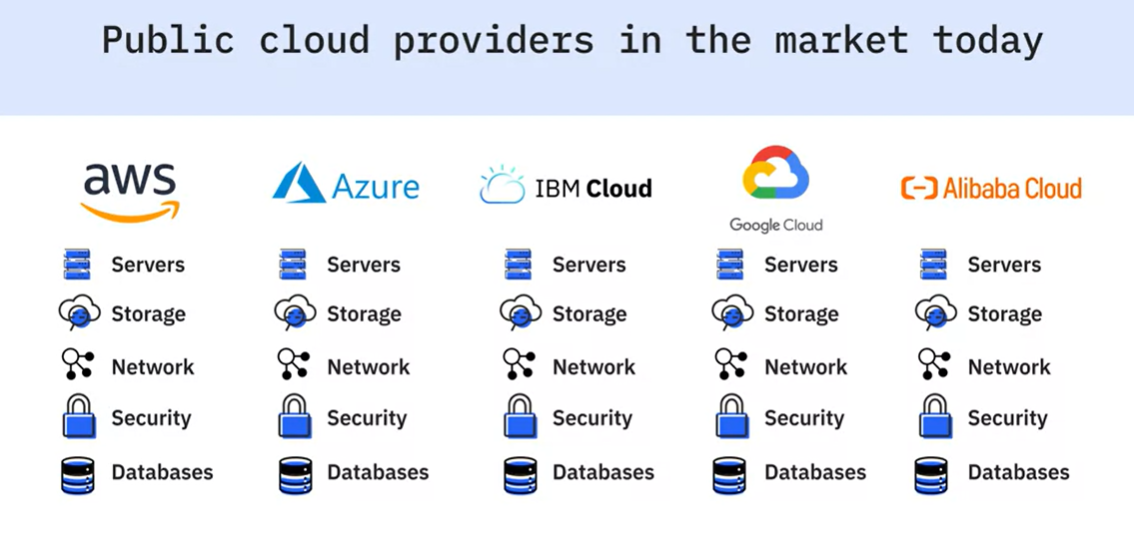 Public cloud providers in the market today
aws
Azure
IBM Cloud
Google Cloud
Alibaba Cloud
Servers
Servers
Servers
Servers
Servers
Storage
Storage
Storage
Storage
Storage
Network
Network
Network
Network
Network
Security
Security
Security
Security
Security
Databases
Databases
Databases
Databases
Databases